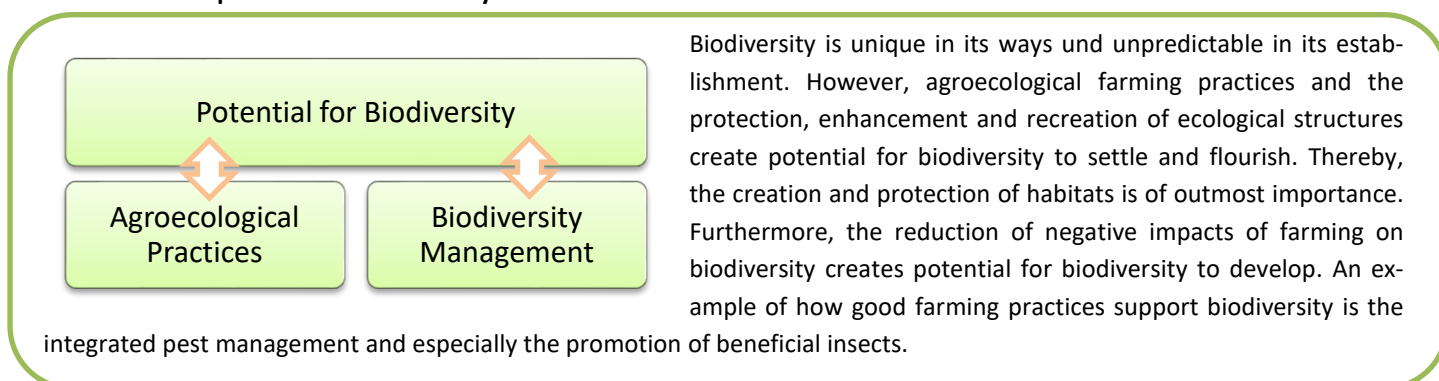 Potential for Biodiversity
Agroecological
Practices
Biodiversity
Management
Biodiversity is unique in its ways und unpredictable in its estab-
lishment. However, agroecological farming practices and the
protection, enhancement and recreation of ecological structures
create potential for biodiversity to settle and flourish. Thereby,
the creation and protection of habitats is of outmost importance.
Furthermore, the reduction of negative impacts of farming on
biodiversity creates potential for biodiversity to develop. An ex-
ample of how good farming practices support biodiversity is the
integrated pest management and especially the promotion of beneficial insects.